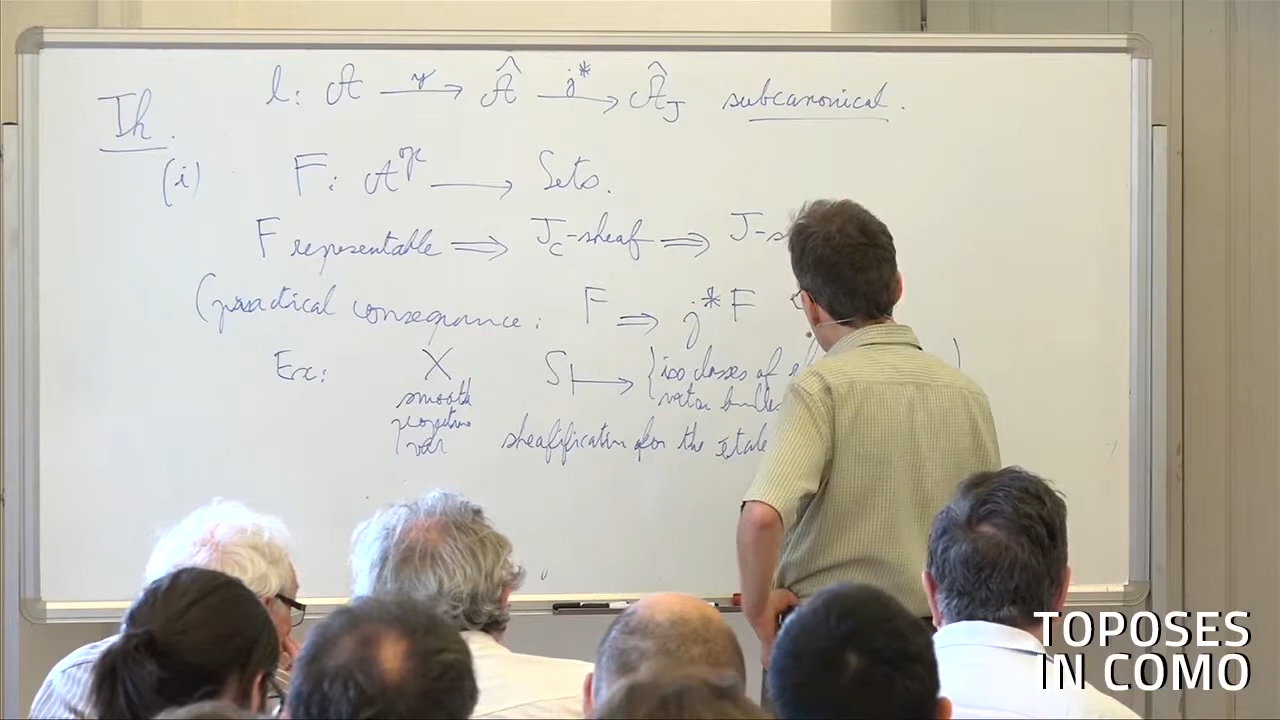 l: 𝒜 —y→ 𝒜̂ —j*→ 𝒜̂_J subcanonical.
Th.
(i) F: 𝒜^op → Sets.
F representable ⟹ J_c-sheaf ⟹ J-s
(practical consequence: F ⟹ j*F
Ex: X S ↦ {iso classes of )
smooth vector bundles
projective
var sheafification for the étale
TOPOSES
IN COMO